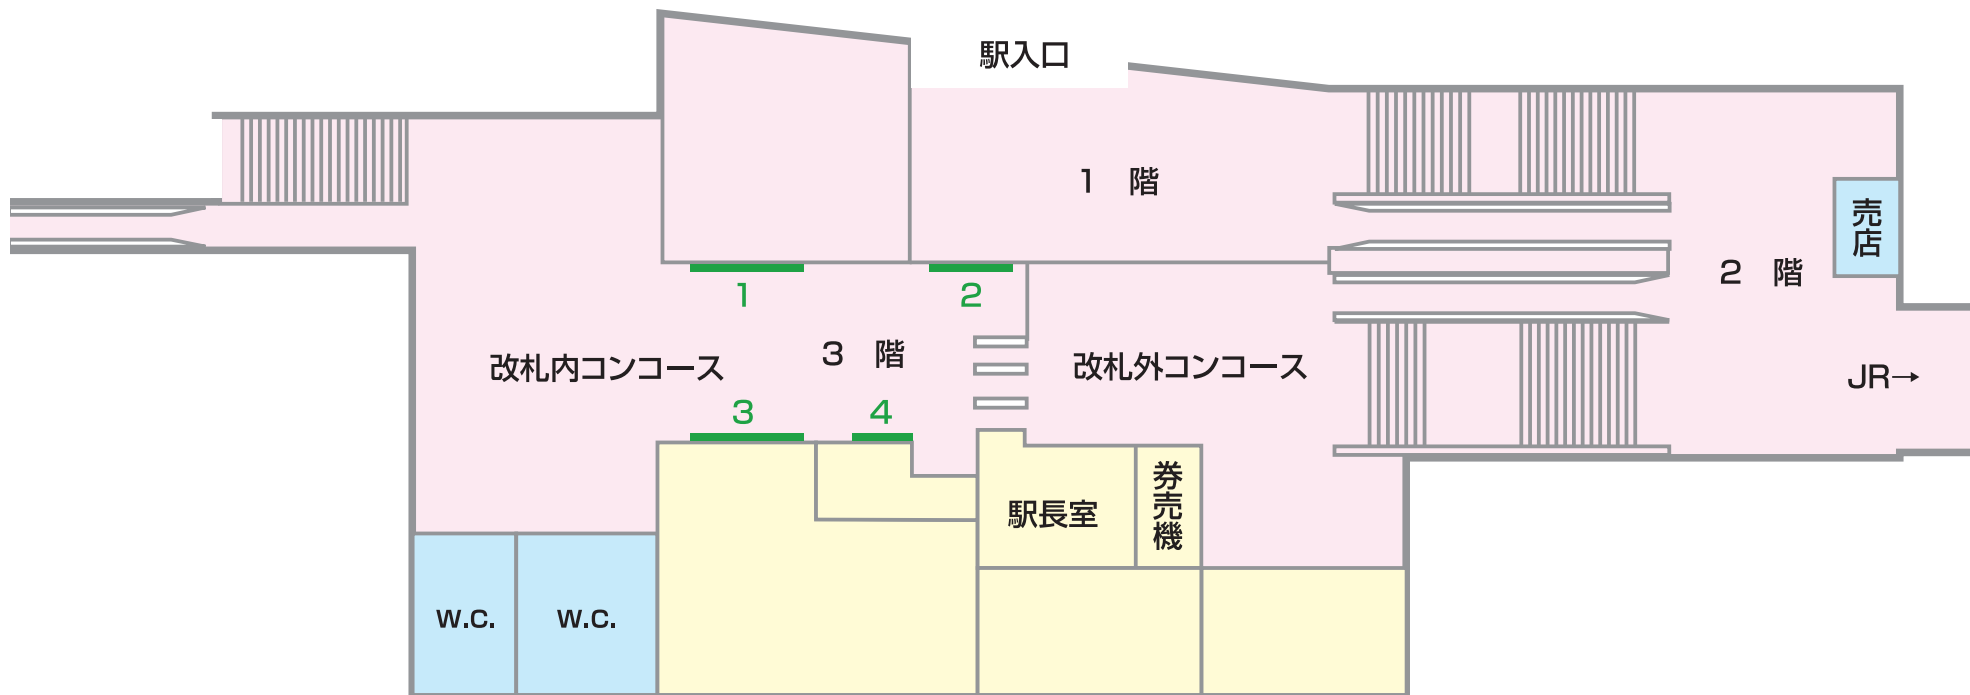 駅入口
1 階
売店
2 階
1
2
3 階
改札内コンコース
改札外コンコース
JR→
3
4
駅長室
券売機
W.C.
W.C.